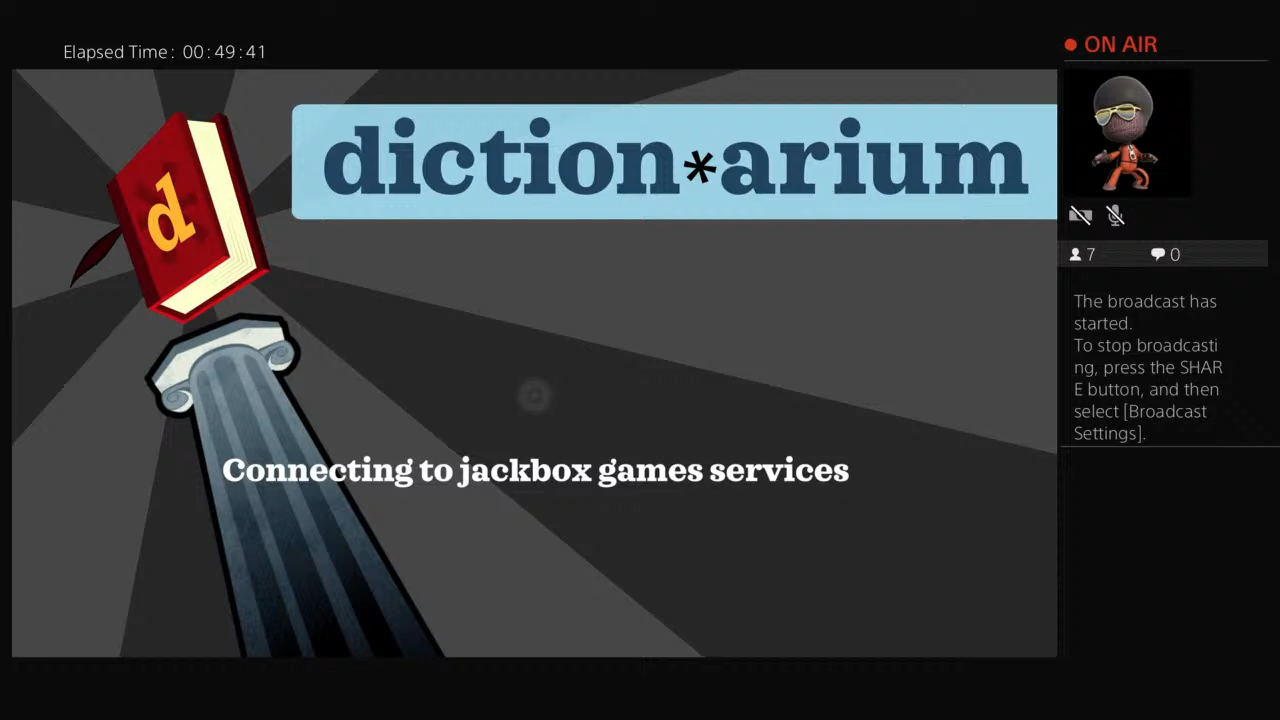 Elapsed Time: 00:49:41
ON AIR
diction*arium
d
7 0
The broadcast has
started.
To stop broadcasti
ng, press the SHAR
E button, and then
select [Broadcast
Settings].
Connecting to jackbox games services